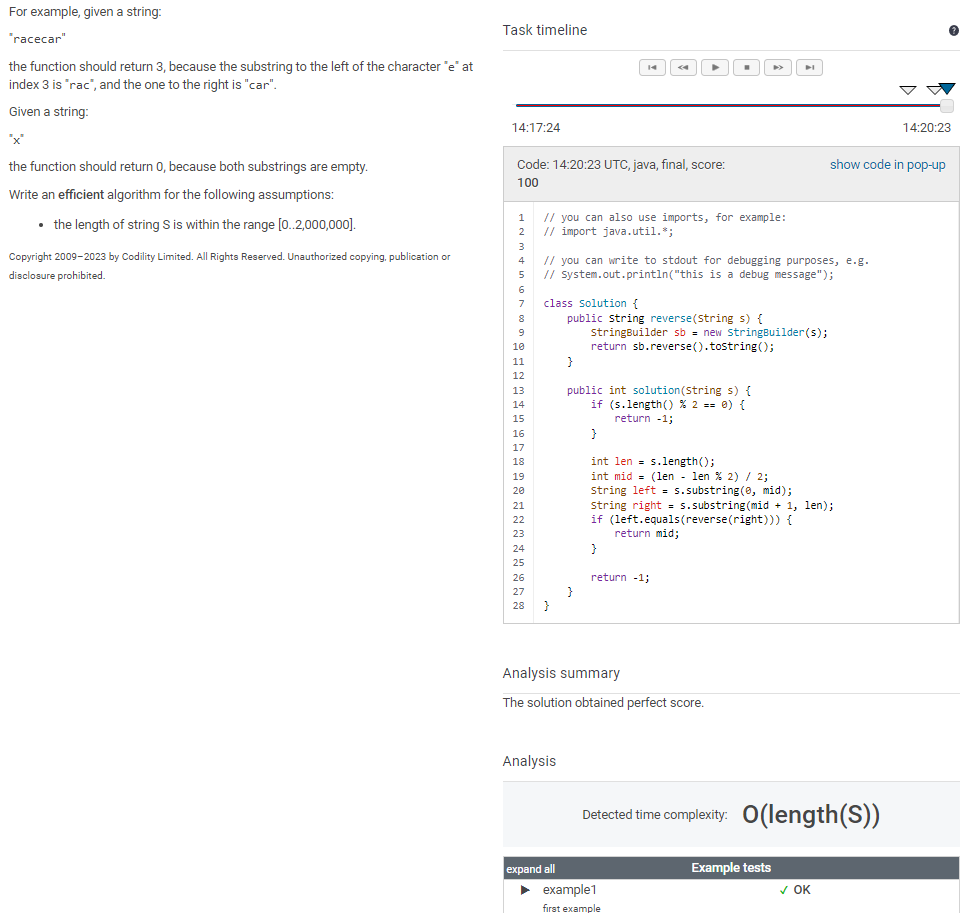 For example, given a string:
"racecar"
the function should return 3, because the substring to the left of the character "e" at
index 3 is "rac", and the one to the right is "car".
Given a string:
"x"
the function should return 0, because both substrings are empty.
Write an efficient algorithm for the following assumptions:
• the length of string S is within the range [0..2,000,000].
Copyright 2009–2023 by Codility Limited. All Rights Reserved. Unauthorized copying, publication or
disclosure prohibited.
Task timeline
?
14:17:24
14:20:23
Code: 14:20:23 UTC, java, final, score:
100
show code in pop-up
1 // you can also use imports, for example:
2 // import java.util.*;
3
4 // you can write to stdout for debugging purposes, e.g.
5 // System.out.println("this is a debug message");
6
7 class Solution {
8 public String reverse(String s) {
9 StringBuilder sb = new StringBuilder(s);
10 return sb.reverse().toString();
11 }
12
13 public int solution(String s) {
14 if (s.length() % 2 == 0) {
15 return -1;
16 }
17
18 int len = s.length();
19 int mid = (len - len % 2) / 2;
20 String left = s.substring(0, mid);
21 String right = s.substring(mid + 1, len);
22 if (left.equals(reverse(right))) {
23 return mid;
24 }
25
26 return -1;
27 }
28 }
Analysis summary
The solution obtained perfect score.
Analysis
Detected time complexity: O(length(S))
expand all Example tests
▶ example1 ✓ OK
first example